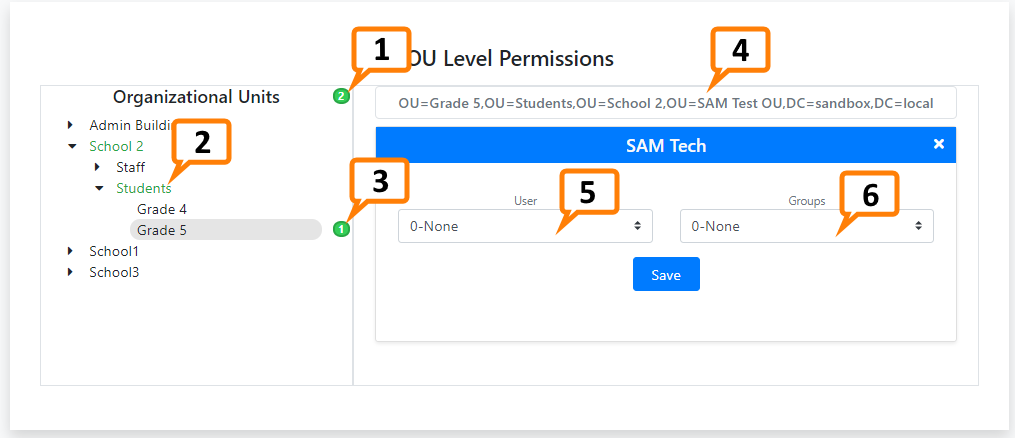 1
OU Level Permissions
4
Organizational Units
2
OU=Grade 5,OU=Students,OU=School 2,OU=SAM Test OU,DC=sandbox,DC=local
Admin Buildin
2
School 2
SAM Tech
×
Staff
3
Students
5
6
User
Groups
Grade 4
Grade 5
1
0-None
0-None
School1
School3
Save